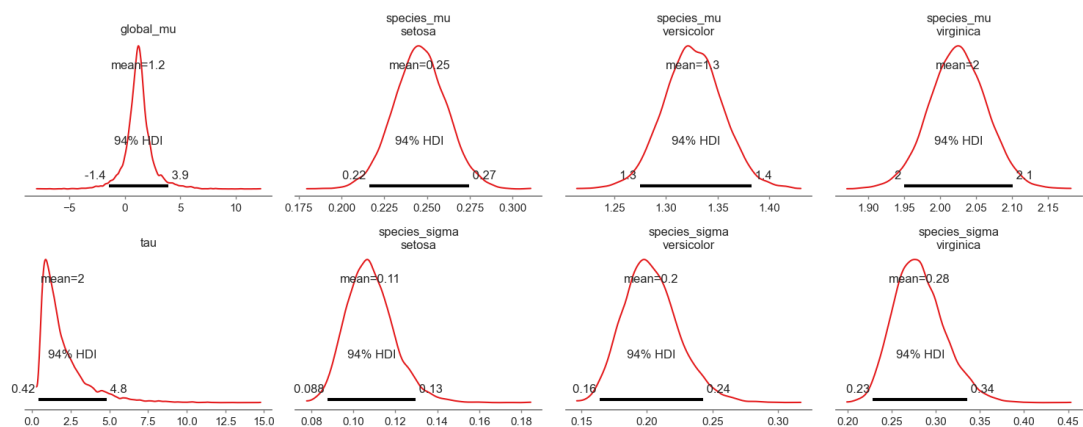 global_mu
mean=1.2
94% HDI
-1.4 3.9
−5 0 5 10
species_mu
setosa
mean=0.25
94% HDI
0.22 0.27
0.175 0.200 0.225 0.250 0.275 0.300
species_mu
versicolor
mean=1.3
94% HDI
1.3 1.4
1.25 1.30 1.35 1.40
species_mu
virginica
mean=2
94% HDI
2 2.1
1.90 1.95 2.00 2.05 2.10 2.15
tau
mean=2
94% HDI
0.42 4.8
0.0 2.5 5.0 7.5 10.0 12.5 15.0
species_sigma
setosa
mean=0.11
94% HDI
0.088 0.13
0.08 0.10 0.12 0.14 0.16 0.18
species_sigma
versicolor
mean=0.2
94% HDI
0.16 0.24
0.15 0.20 0.25 0.30
species_sigma
virginica
mean=0.28
94% HDI
0.23 0.34
0.20 0.25 0.30 0.35 0.40 0.45